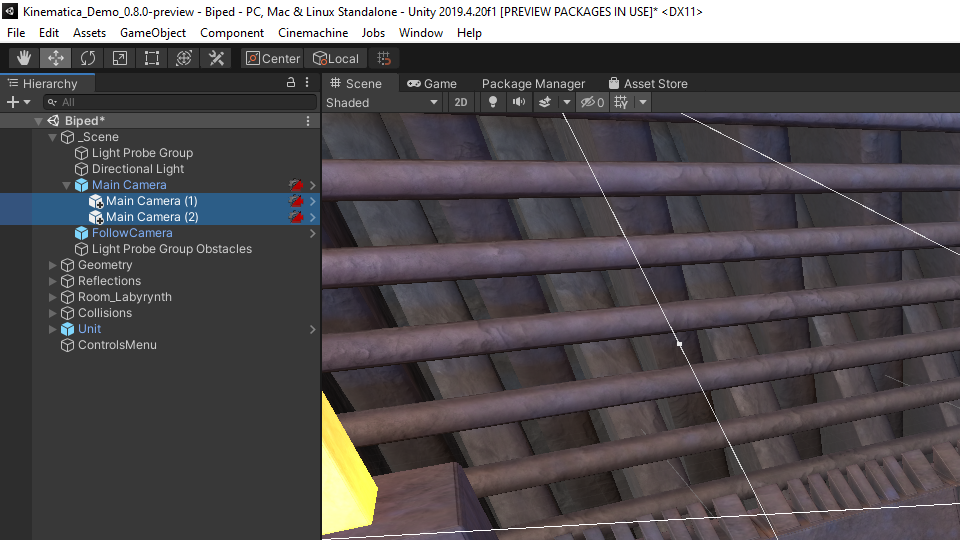 Kinematica_Demo_0.8.0-preview - Biped - PC, Mac & Linux Standalone - Unity 2019.4.20f1 [PREVIEW PACKAGES IN USE]* <DX11>
File Edit Assets GameObject Component Cinemachine Jobs Window Help
Center Local
Hierarchy
Scene Game Package Manager Asset Store
All
Shaded 2D 0
Biped*
_Scene
Light Probe Group
Directional Light
Main Camera
Main Camera (1)
Main Camera (2)
FollowCamera
Light Probe Group Obstacles
Geometry
Reflections
Room_Labyrynth
Collisions
Unit
ControlsMenu